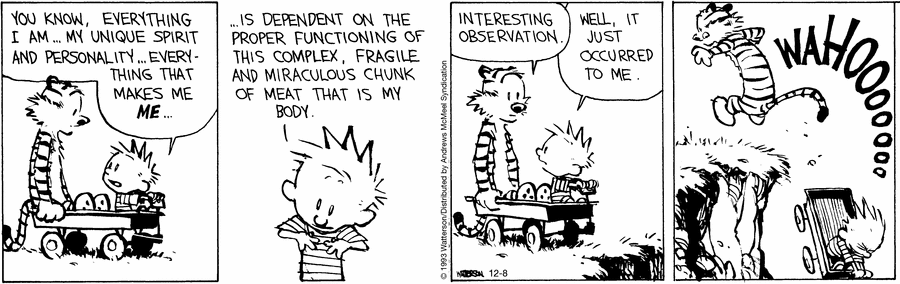 YOU KNOW, EVERYTHING
I AM... MY UNIQUE SPIRIT
AND PERSONALITY... EVERY-
THING THAT
MAKES ME
ME...
...IS DEPENDENT ON THE
PROPER FUNCTIONING OF
THIS COMPLEX, FRAGILE
AND MIRACULOUS CHUNK
OF MEAT THAT IS MY
BODY.
© 1993 Watterson/Distributed by Andrews McMeel Syndication
INTERESTING
OBSERVATION.
WELL, IT
JUST
OCCURRED
TO ME.
WATTERSON 12-8
WAHOOOOOOOO